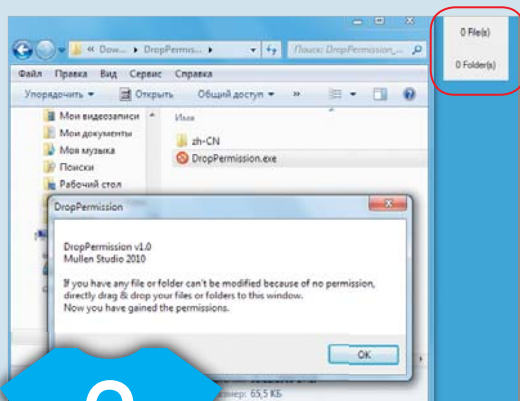 « Dow... ▸ DropPermis... ▸
Поиск: DropPermission_...
Файл Правка Вид Сервис Справка
Упорядочить Открыть Общий доступ »
Мои видеозаписи
Мои документы
Моя музыка
Поиски
Рабочий стол
Имя
zh-CN
DropPermission.exe
DropPermission
DropPermission v1.0
Mullen Studio 2010
If you have any file or folder can't be modified because of no permission,
directly drag & drop your files or folders to this window.
Now you have gained the permissions.
OK
65,5 КБ
0 File(s)
0 Folder(s)